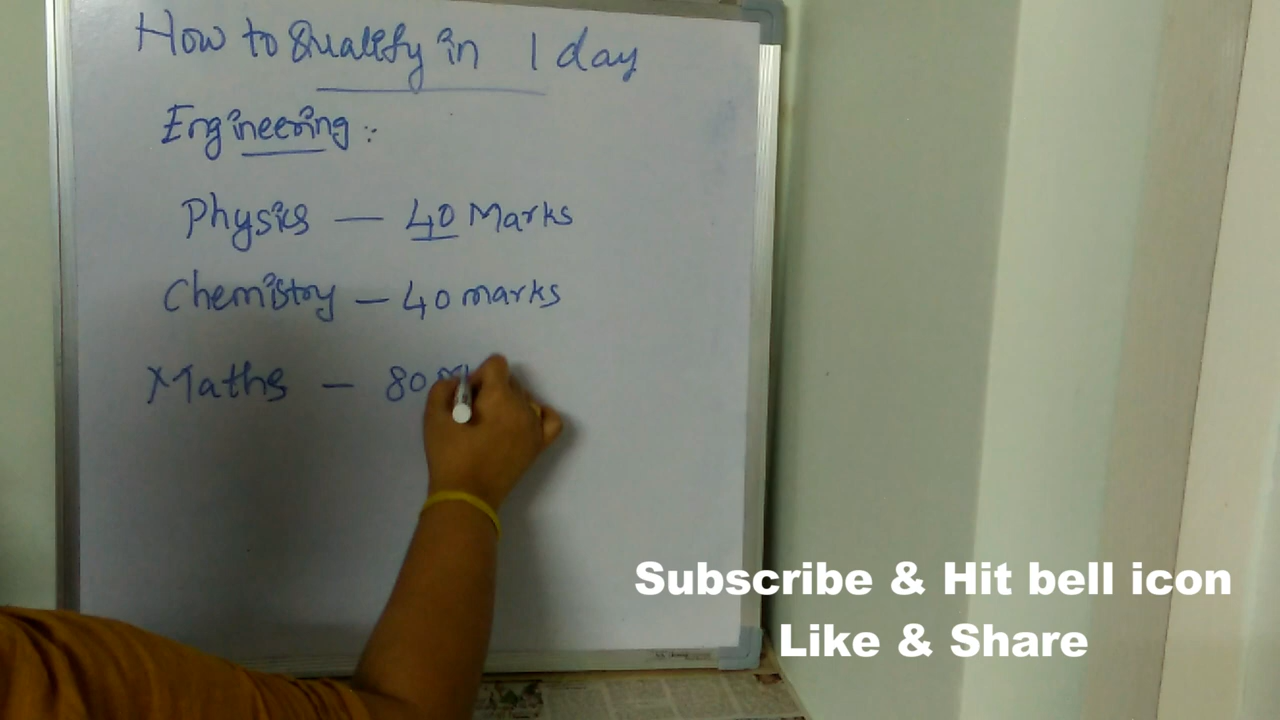 How to Qualify in 1 day
Engineering :
Physics — 40 Marks
Chemistry — 40 marks
Maths — 80
Subscribe & Hit bell icon
Like & Share